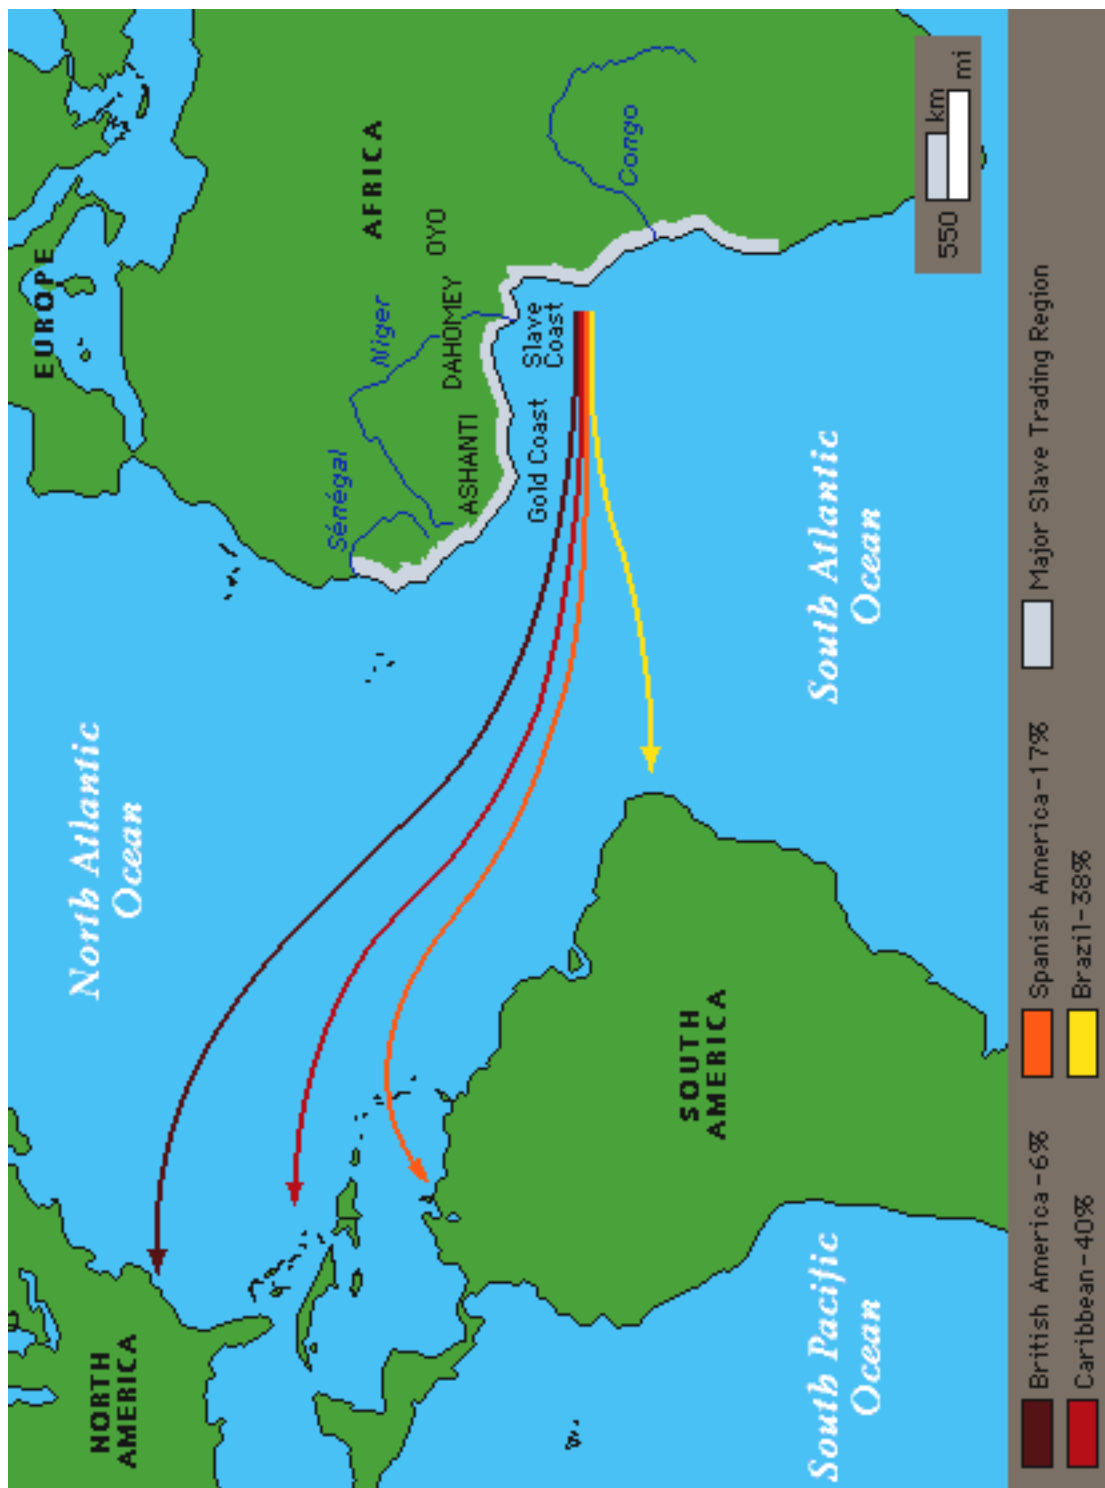 NORTH
AMERICA
North Atlantic
Ocean
EUROPE
AFRICA
Sénégal
Niger
ASHANTI
DAHOMEY
OYO
Gold Coast
Slave
Coast
Congo
SOUTH
AMERICA
South Pacific
Ocean
South Atlantic
Ocean
550
km
mi
British America-6%
Spanish America-17%
Major Slave Trading Region
Caribbean-40%
Brazil-38%